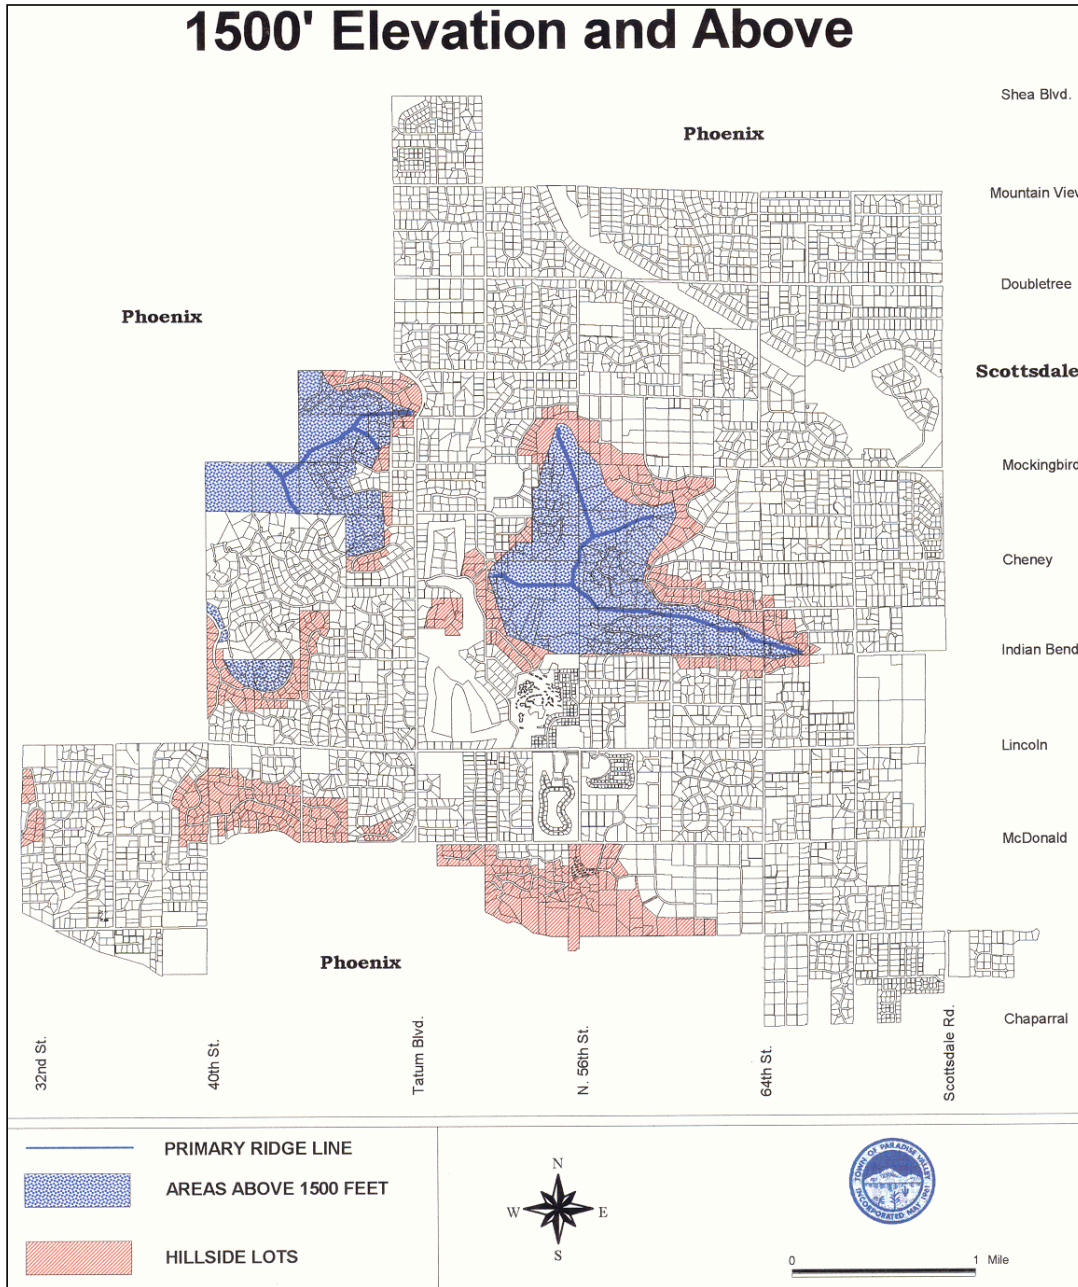 1500' Elevation and Above
Shea Blvd.
Phoenix
Mountain View
Doubletree
Phoenix
Scottsdale
Mockingbird
Cheney
Indian Bend
Lincoln
McDonald
Phoenix
Chaparral
32nd St.
40th St.
Tatum Blvd.
N. 56th St.
64th St.
Scottsdale Rd.
PRIMARY RIDGE LINE
AREAS ABOVE 1500 FEET
HILLSIDE LOTS
N
W
E
S
TOWN OF PARADISE VALLEY
INCORPORATED MAY 1961
0
1 Mile